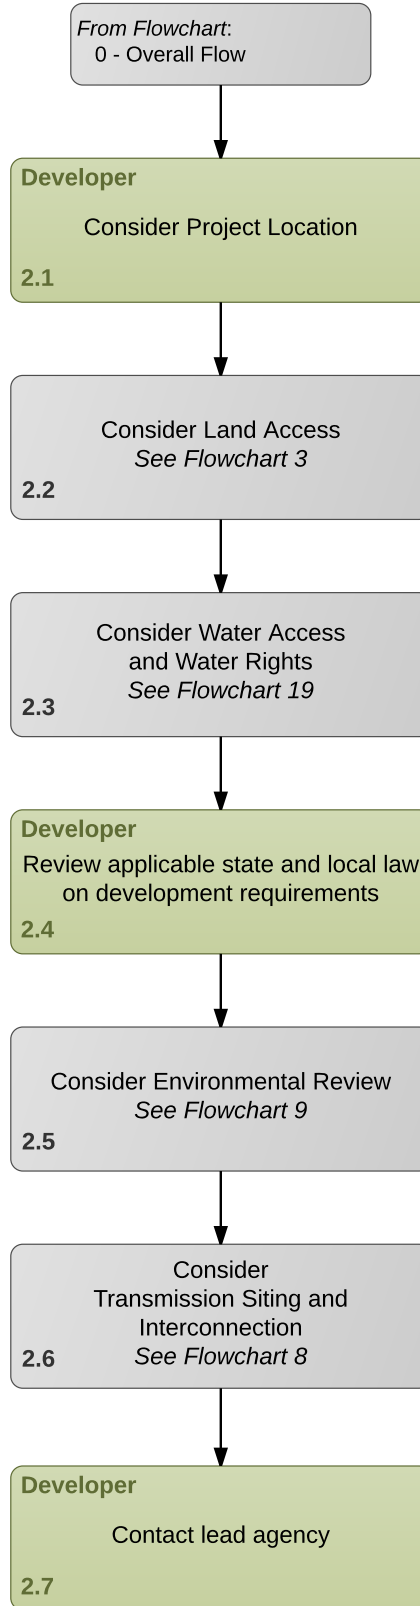 From Flowchart:
0 - Overall Flow
Developer
Consider Project Location
2.1
Consider Land Access
See Flowchart 3
2.2
Consider Water Access
and Water Rights
See Flowchart 19
2.3
Developer
Review applicable state and local law
on development requirements
2.4
Consider Environmental Review
See Flowchart 9
2.5
Consider
Transmission Siting and
Interconnection
See Flowchart 8
2.6
Developer
Contact lead agency
2.7